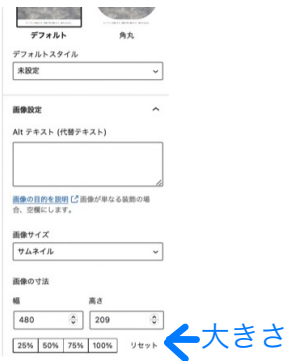 デフォルト
角丸
デフォルトスタイル
未設定
画像設定
Alt テキスト (代替テキスト)
画像の目的を説明 画像が単なる装飾の場
合、空欄にします。
画像サイズ
サムネイル
画像の寸法
幅 高さ
480 209
25% 50% 75% 100% リセット
大きさ